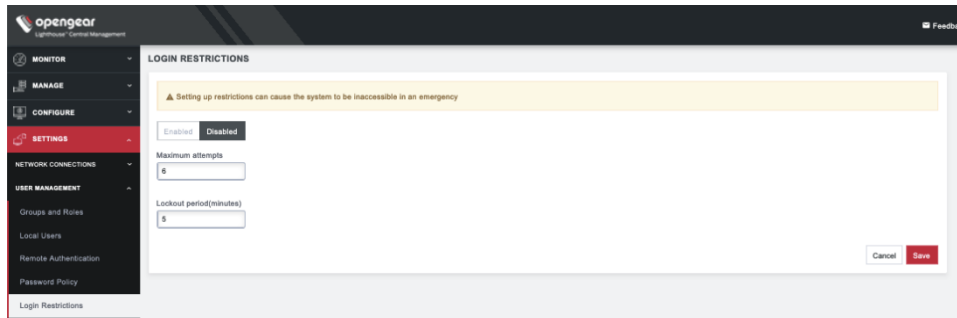 opengear
Lighthouse™ Central Management
Feedba
MONITOR
MANAGE
CONFIGURE
SETTINGS
NETWORK CONNECTIONS
USER MANAGEMENT
Groups and Roles
Local Users
Remote Authentication
Password Policy
Login Restrictions
LOGIN RESTRICTIONS
Setting up restrictions can cause the system to be inaccessible in an emergency
Enabled Disabled
Maximum attempts
6
Lockout period(minutes)
5
Cancel Save